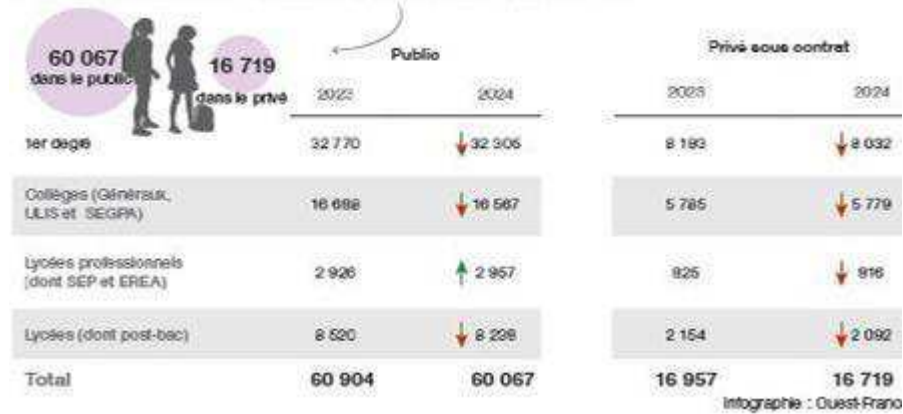 60 067
dans le public
16 719
dans le privé
Public
Privé sous contrat
2023 2024 2023 2024
1er degré 32 770 32 305 8 193 8 032
Collèges (Généraux,
ULIS et SEGPA) 16 688 16 567 5 785 5 779
Lycées professionnels
(dont SEP et EREA) 2 926 2 957 825 816
Lycées (dont post-bac) 8 520 8 238 2 154 2 092
Total 60 904 60 067 16 957 16 719
Infographie : Ouest-Franc